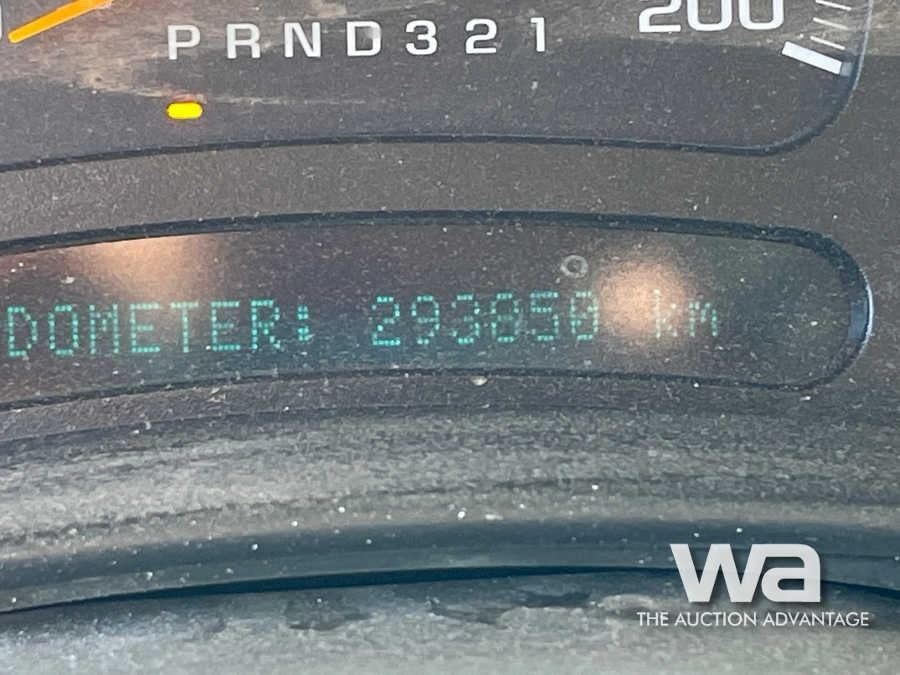 PRND321
200
DOMETER: 293850 km
wa
THE AUCTION ADVANTAGE